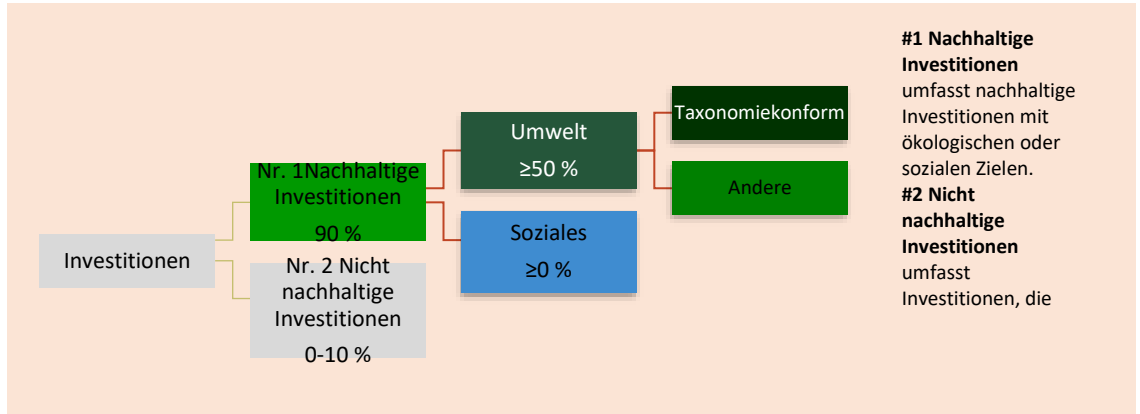 Investitionen
Nr. 1Nachhaltige
Investitionen
90 %
Nr. 2 Nicht
nachhaltige
Investitionen
0-10 %
Umwelt
≥50 %
Soziales
≥0 %
Taxonomiekonform
Andere
#1 Nachhaltige
Investitionen
umfasst nachhaltige
Investitionen mit
ökologischen oder
sozialen Zielen.
#2 Nicht
nachhaltige
Investitionen
umfasst
Investitionen, die